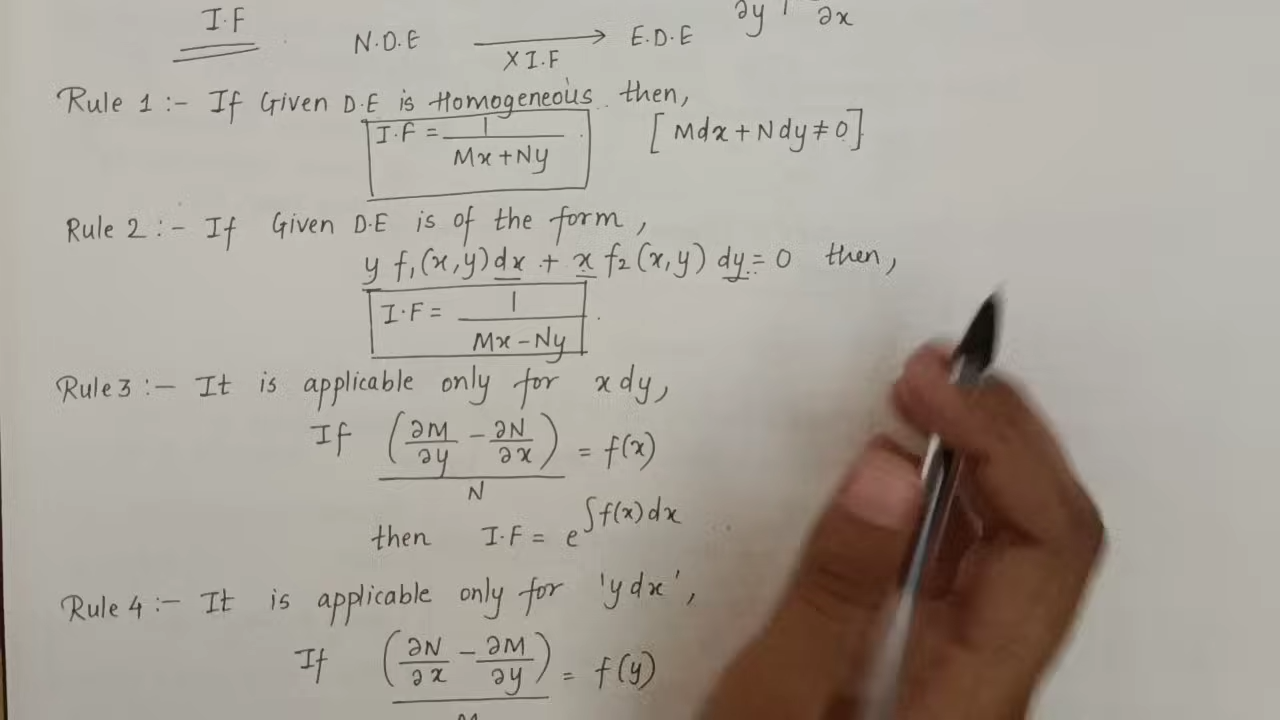 I.F
∂y ∂x
N.D.E → E.D.E
X I.F
Rule 1 :- If Given D.E is Homogeneous then,
I.F = 1/(Mx + Ny) [Mdx + Ndy ≠ 0]
Rule 2 :- If Given D.E is of the form,
y f₁(x,y) dx + x f₂(x,y) dy = 0 then,
I.F = 1/(Mx - Ny)
Rule 3 :- It is applicable only for x dy,
If (∂M/∂y - ∂N/∂x)/N = f(x)
then I.F = e^∫f(x)dx
Rule 4 :- It is applicable only for 'y dx',
If (∂N/∂x - ∂M/∂y)/M = f(y)